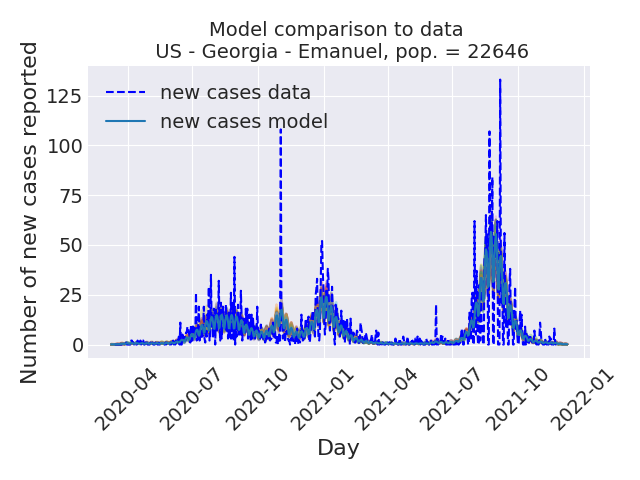 Model comparison to data
US - Georgia - Emanuel, pop. = 22646
Number of new cases reported
125
100
75
50
25
0
new cases data
new cases model
2020-04
2020-07
2020-10
2021-01
2021-04
2021-07
2021-10
2022-01
Day